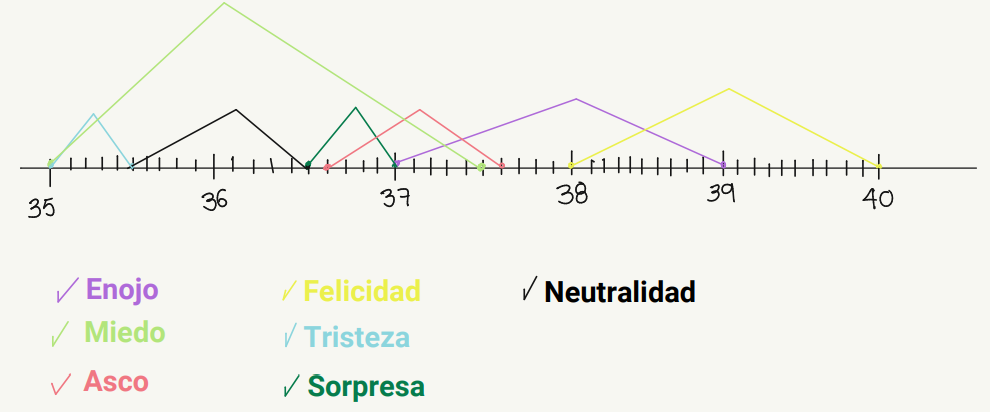 35 36 37 38 39 40
✓ Enojo ✓ Felicidad ✓ Neutralidad
✓ Miedo ✓ Tristeza
✓ Asco ✓ Sorpresa